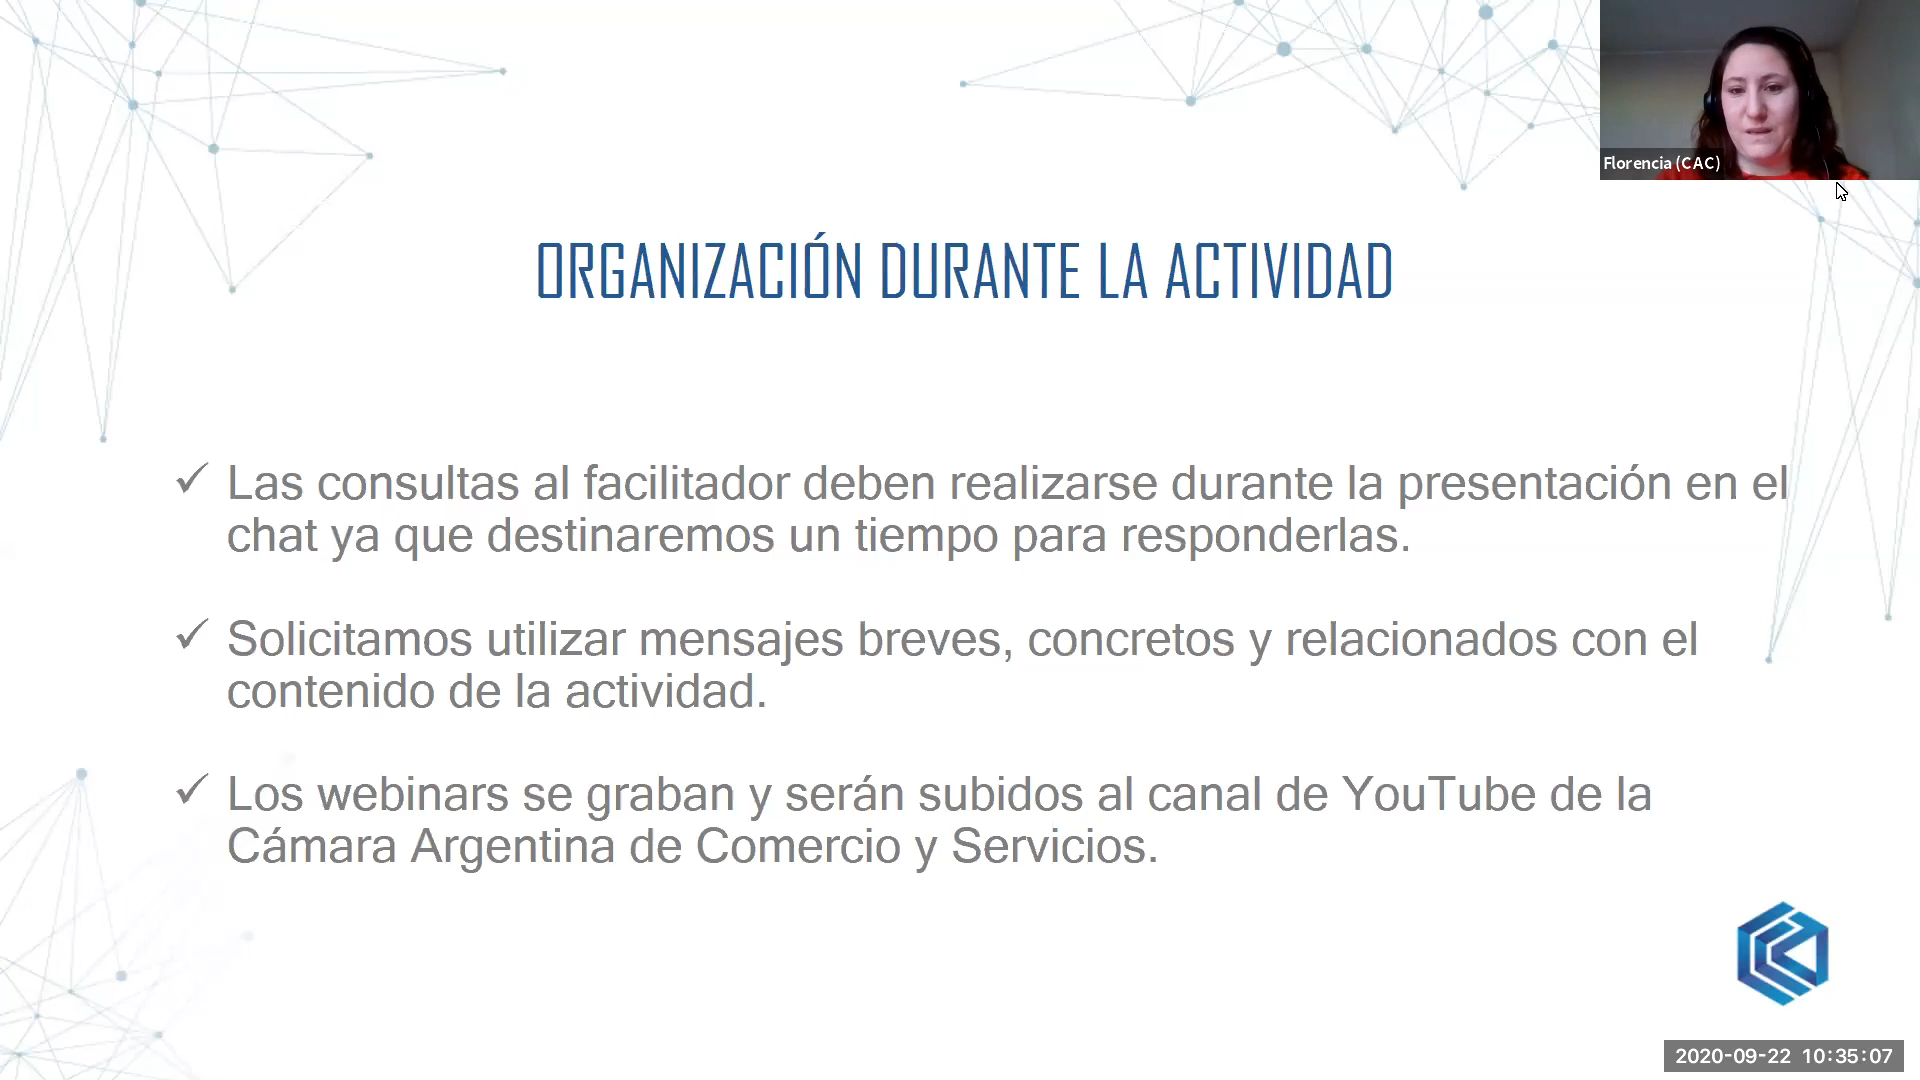 Florencia (CAC)
ORGANIZACIÓN DURANTE LA ACTIVIDAD
✓ Las consultas al facilitador deben realizarse durante la presentación en el
chat ya que destinaremos un tiempo para responderlas.
✓ Solicitamos utilizar mensajes breves, concretos y relacionados con el
contenido de la actividad.
✓ Los webinars se graban y serán subidos al canal de YouTube de la
Cámara Argentina de Comercio y Servicios.
2020-09-22 10:35:07